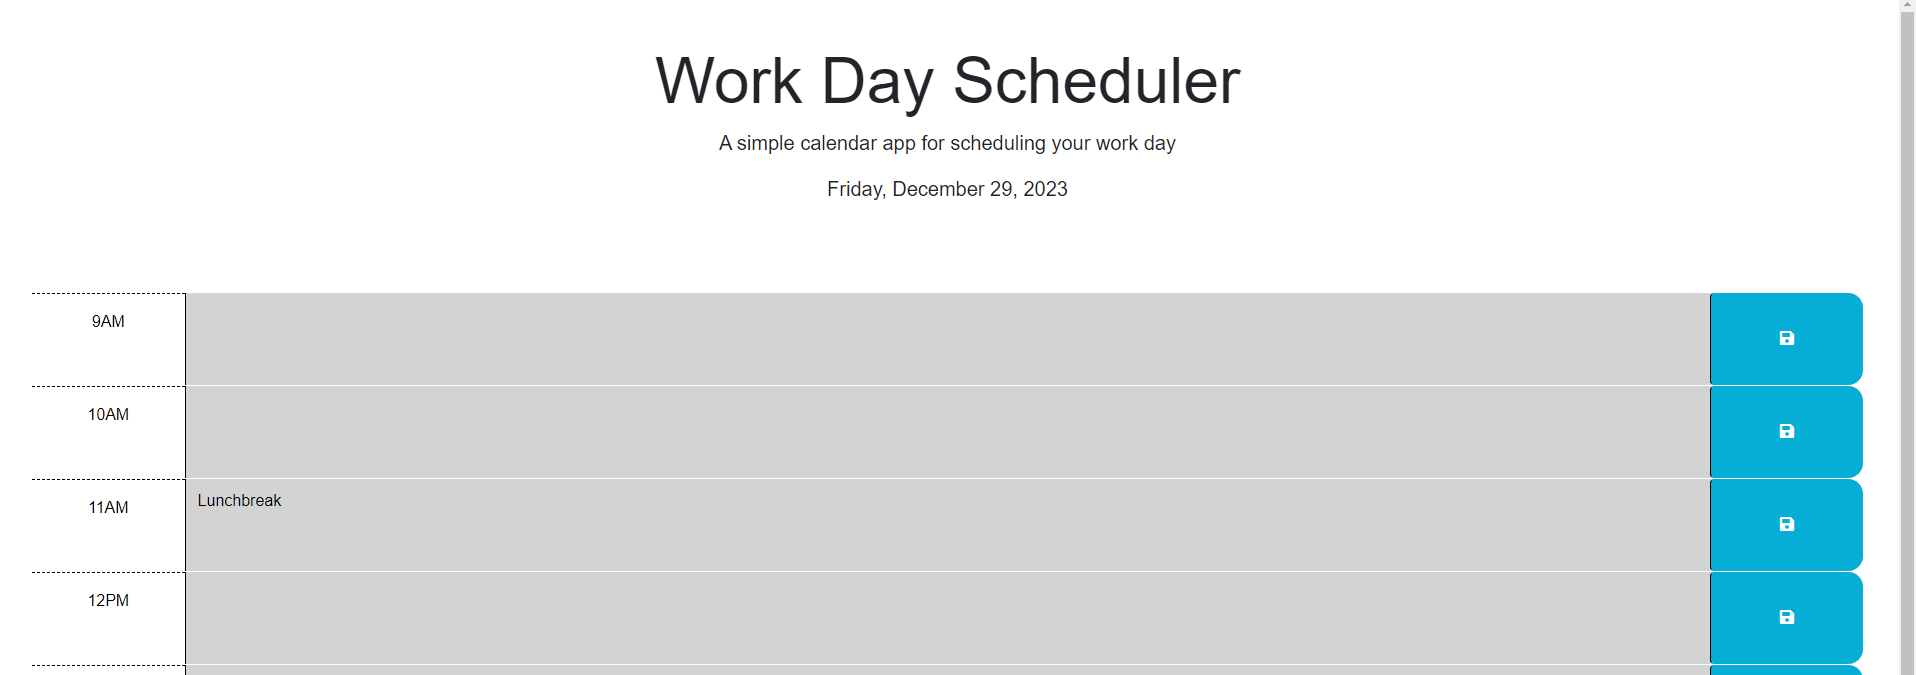 Work Day Scheduler
A simple calendar app for scheduling your work day
Friday, December 29, 2023
9AM
10AM
11AM
Lunchbreak
12PM